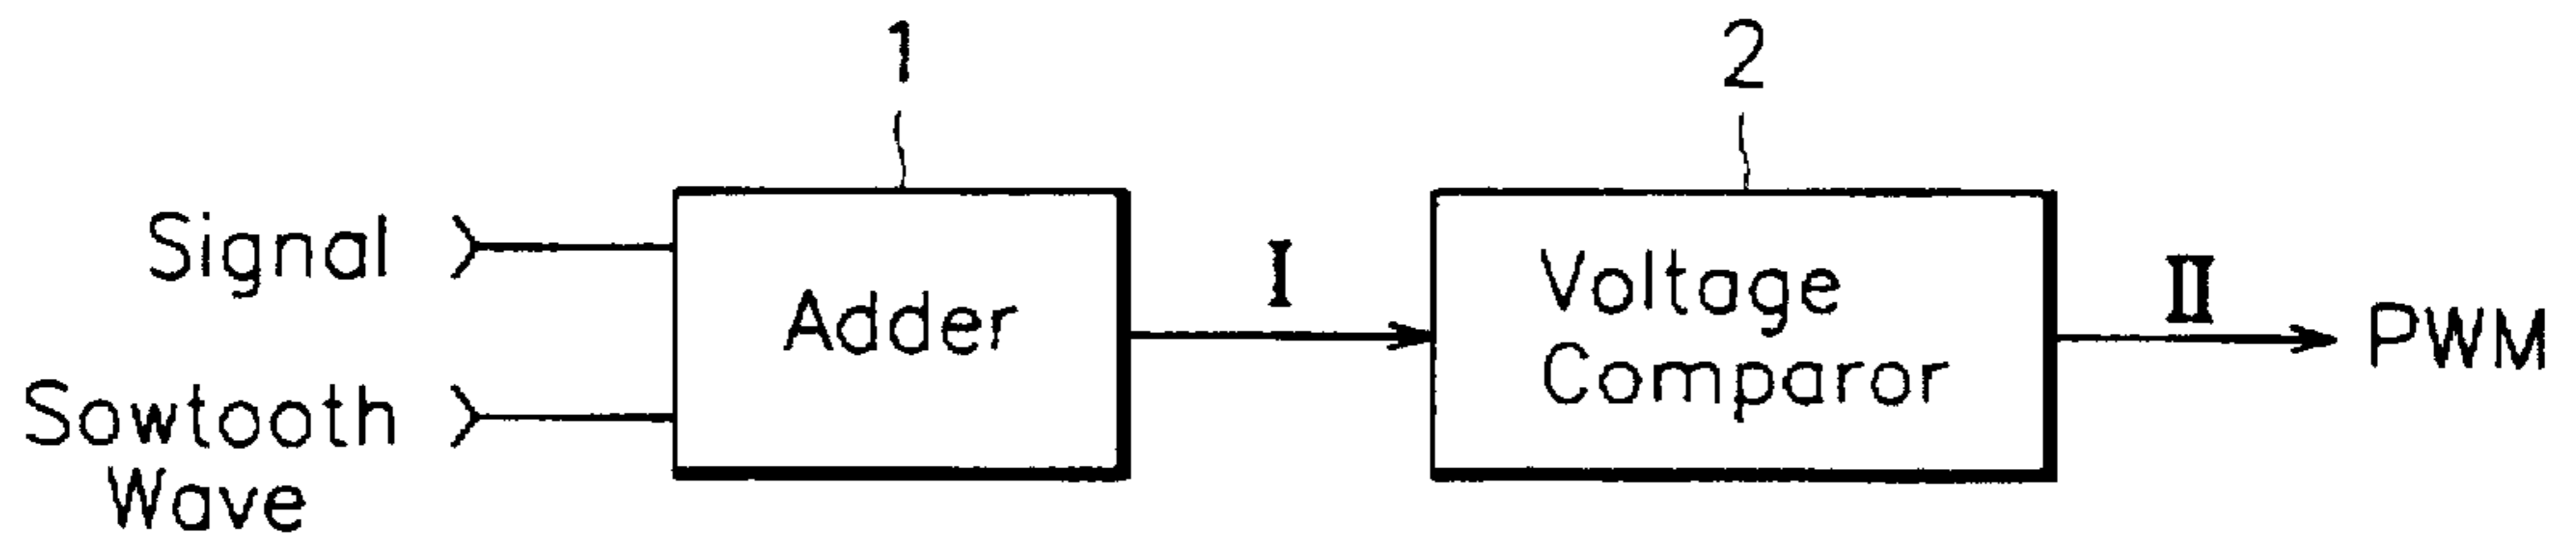 1
2
Signal
Adder
I
Voltage
Comparor
II
PWM
Sowtooth
Wave